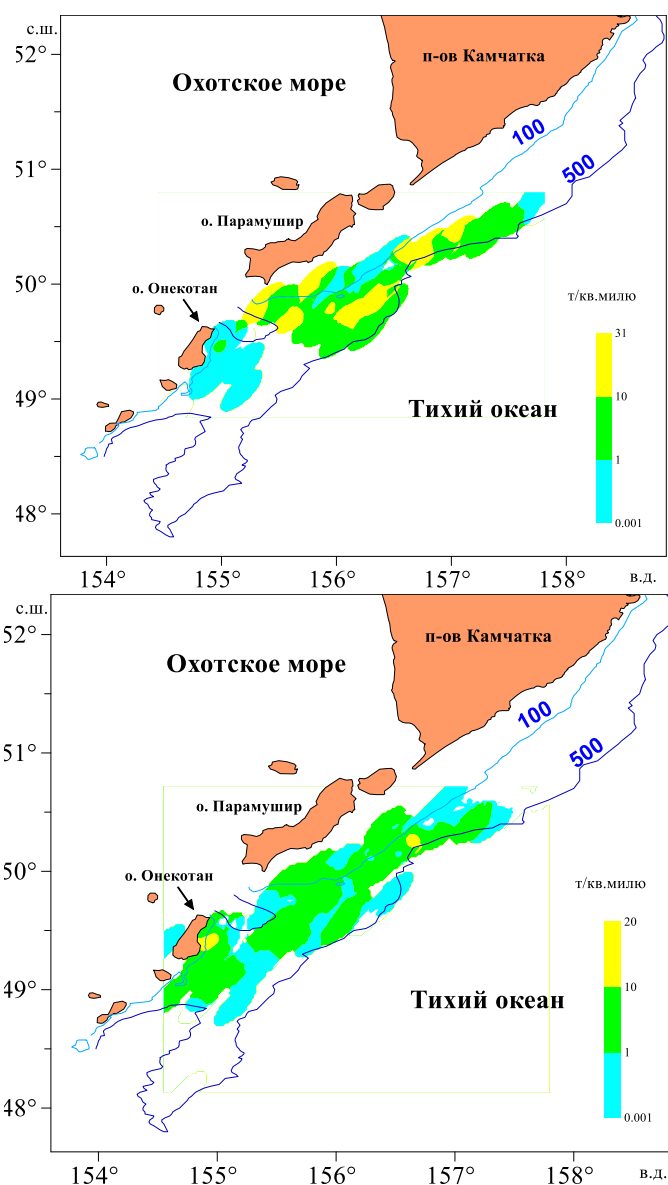 с.ш.
52°
п-ов Камчатка
Охотское море
100
500
51°
о. Парамушир
50°
о. Онекотан
т/кв.милю
31
49°
10
Тихий океан
1
48°
0.001
154°
155°
156°
157°
158°
в.д.
с.ш.
52°
п-ов Камчатка
Охотское море
100
500
51°
о. Парамушир
50°
о. Онекотан
т/кв.милю
20
49°
10
Тихий океан
1
48°
0.001
154°
155°
156°
157°
158°
в.д.